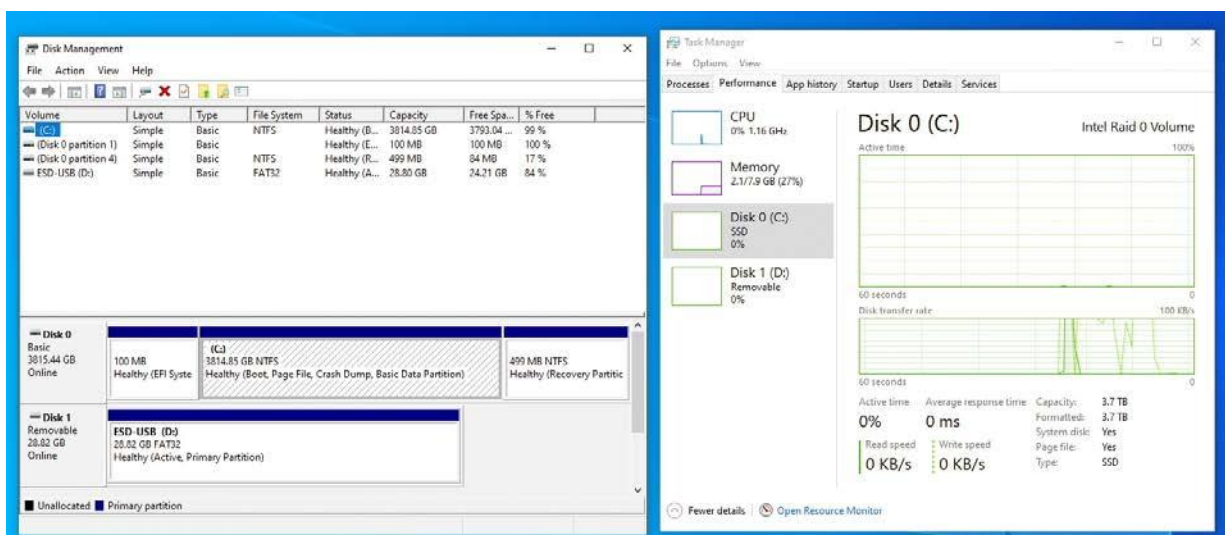 Disk Management
File Action View Help
Volume Layout Type File System Status Capacity Free Spa... % Free
(C:) Simple Basic NTFS Healthy (B... 3814.85 GB 3793.04 ... 99 %
(Disk 0 partition 1) Simple Basic Healthy (E... 100 MB 100 MB 100 %
(Disk 0 partition 4) Simple Basic NTFS Healthy (R... 499 MB 84 MB 17 %
ESD-USB (D:) Simple Basic FAT32 Healthy (A... 28.80 GB 24.21 GB 84 %
Disk 0
Basic
3815.44 GB
Online
100 MB
Healthy (EFI Syste
(C:)
3814.85 GB NTFS
Healthy (Boot, Page File, Crash Dump, Basic Data Partition)
499 MB NTFS
Healthy (Recovery Partitic
Disk 1
Removable
28.82 GB
Online
ESD-USB (D:)
28.82 GB FAT32
Healthy (Active, Primary Partition)
Unallocated Primary partition
Task Manager
File Options View
Processes Performance App history Startup Users Details Services
CPU
0% 1.16 GHz
Memory
2.1/7.9 GB (27%)
Disk 0 (C:)
SSD
0%
Disk 1 (D:)
Removable
0%
Disk 0 (C:) Intel Raid 0 Volume
Active time 100%
60 seconds 0
Disk transfer rate 100 KB/s
60 seconds 0
Active time Average response time
0% 0 ms
Read speed Write speed
0 KB/s 0 KB/s
Capacity: 3.7 TB
Formatted: 3.7 TB
System disk: Yes
Page file: Yes
Type: SSD
Fewer details Open Resource Monitor